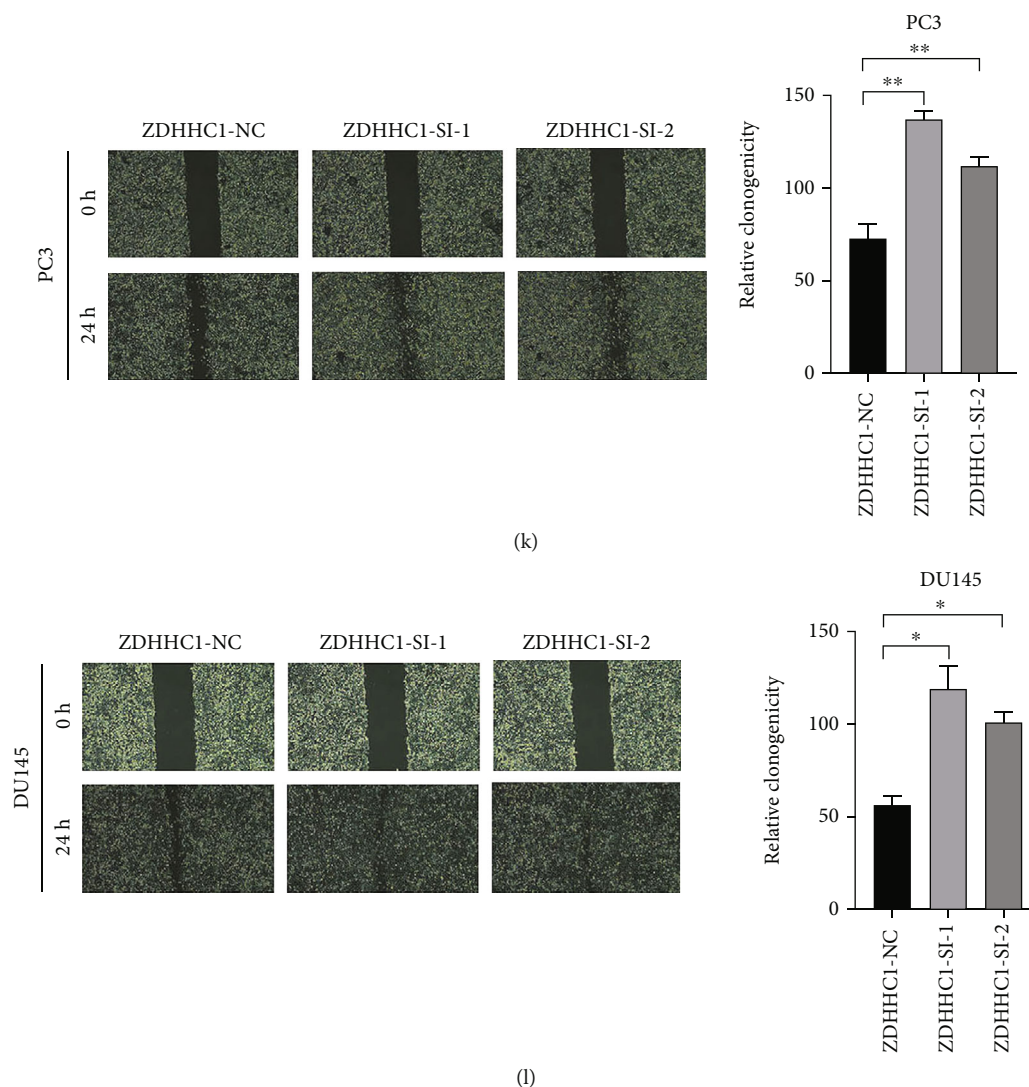 ZDHHC1-NC
ZDHHC1-SI-1
ZDHHC1-SI-2
PC3
0 h
24 h
PC3
**
**
Relative clonogenicity
150
100
50
0
ZDHHC1-NC
ZDHHC1-SI-1
ZDHHC1-SI-2
(k)
ZDHHC1-NC
ZDHHC1-SI-1
ZDHHC1-SI-2
DU145
0 h
24 h
DU145
*
*
Relative clonogenicity
150
100
50
0
ZDHHC1-NC
ZDHHC1-SI-1
ZDHHC1-SI-2
(l)